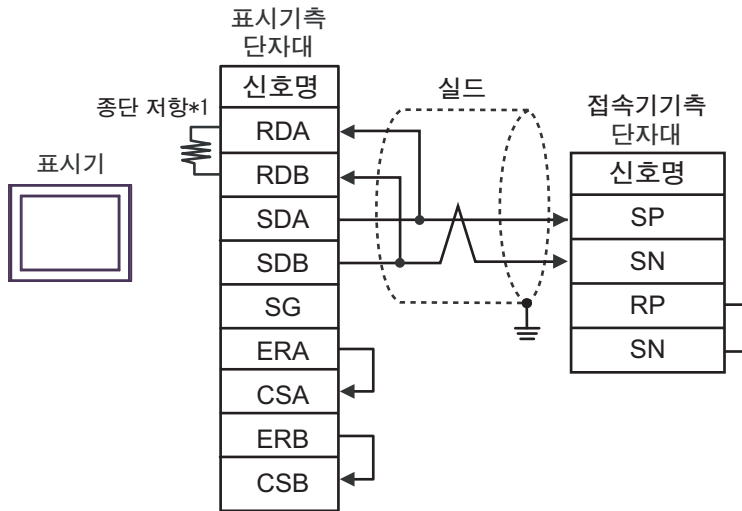 표시기측
단자대
신호명
종단 저항*1
RDA
RDB
SDA
SDB
SG
ERA
CSA
ERB
CSB
표시기
실드
접속기기측
단자대
신호명
SP
SN
RP
SN